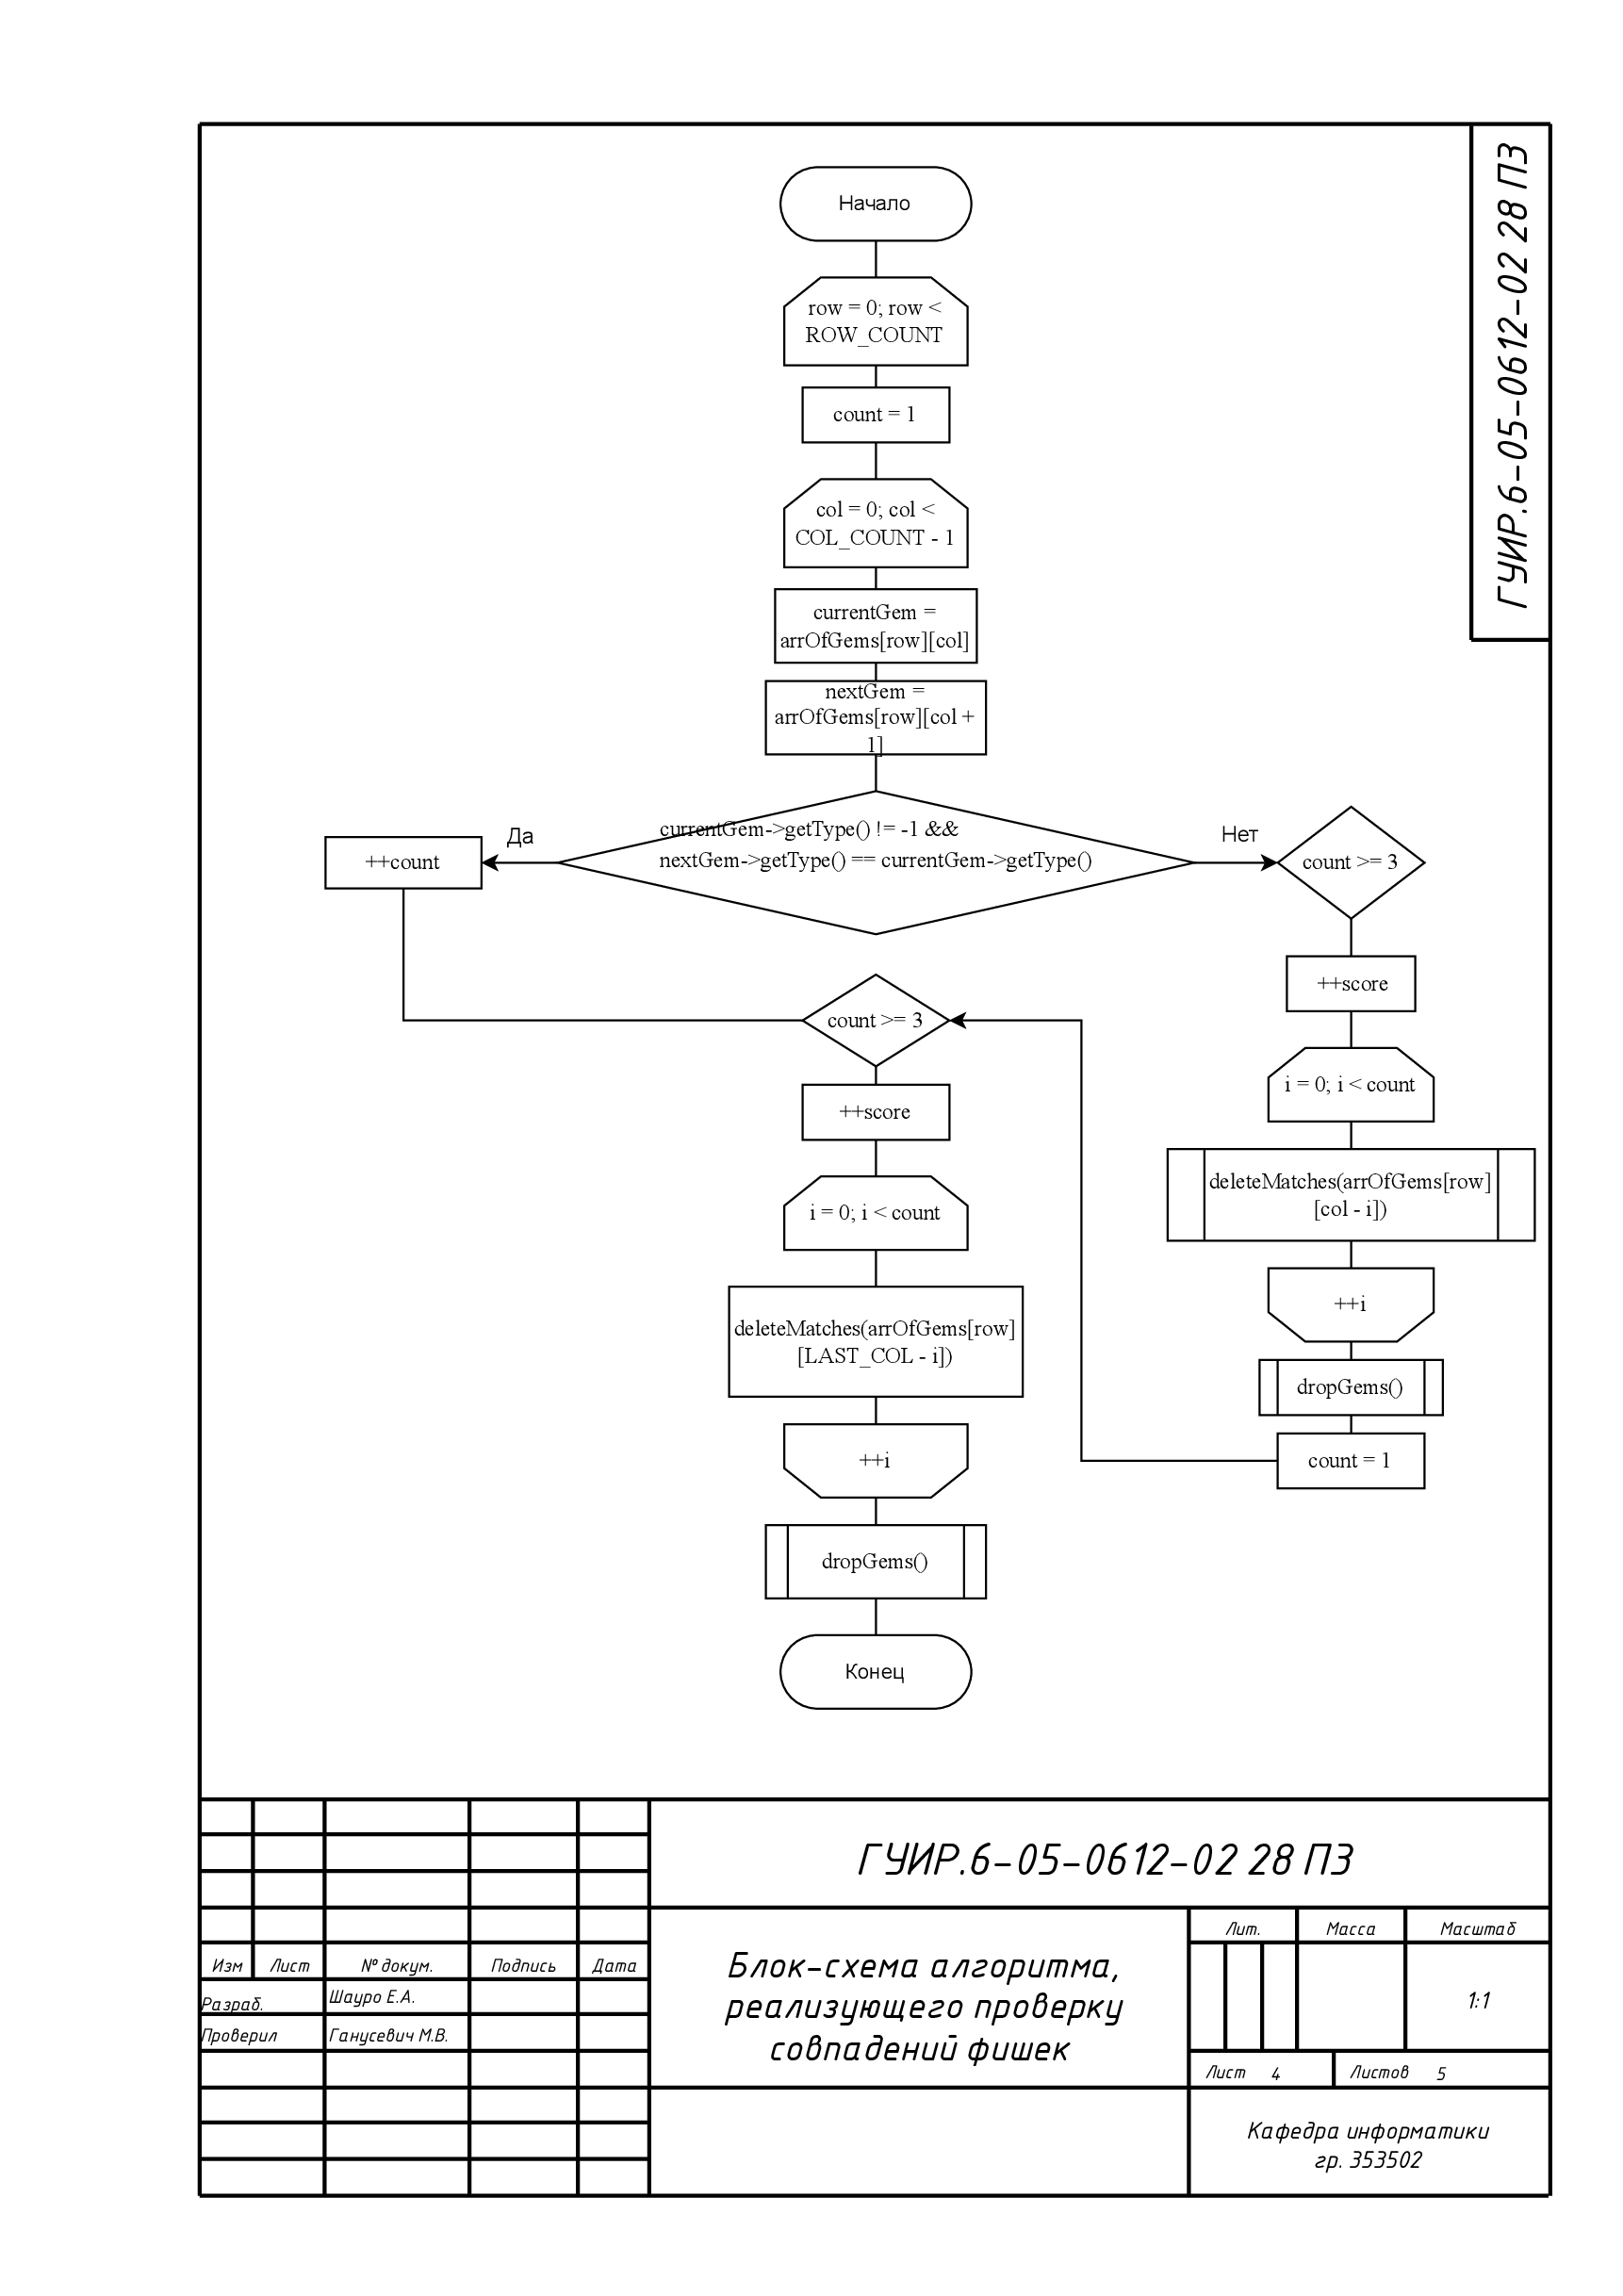 ГУИР.6-05-0612-02 28 ПЗ
Начало
row = 0; row <
ROW_COUNT
count = 1
col = 0; col <
COL_COUNT - 1
currentGem =
arrOfGems[row][col]
nextGem =
arrOfGems[row][col +
1]
currentGem->getType() != -1 &&
nextGem->getType() == currentGem->getType()
Да
++count
Нет
count >= 3
++score
i = 0; i < count
deleteMatches(arrOfGems[row]
[col - i])
++i
dropGems()
count = 1
count >= 3
++score
i = 0; i < count
deleteMatches(arrOfGems[row]
[LAST_COL - i])
++i
dropGems()
Конец
ГУИР.6-05-0612-02 28 ПЗ
Изм Лист № докум. Подпись Дата
Разраб. Шауро Е.А.
Проверил Ганусевич М.В.
Блок-схема алгоритма,
реализующего проверку
совпадений фишек
Лит. Масса Масштаб
1:1
Лист 4 Листов 5
Кафедра информатики
гр. 353502